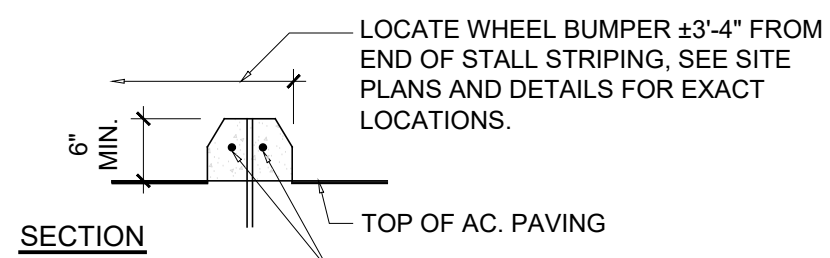 LOCATE WHEEL BUMPER ±3'-4" FROM
END OF STALL STRIPING, SEE SITE
PLANS AND DETAILS FOR EXACT
LOCATIONS.
6"
MIN.
TOP OF AC. PAVING
SECTION